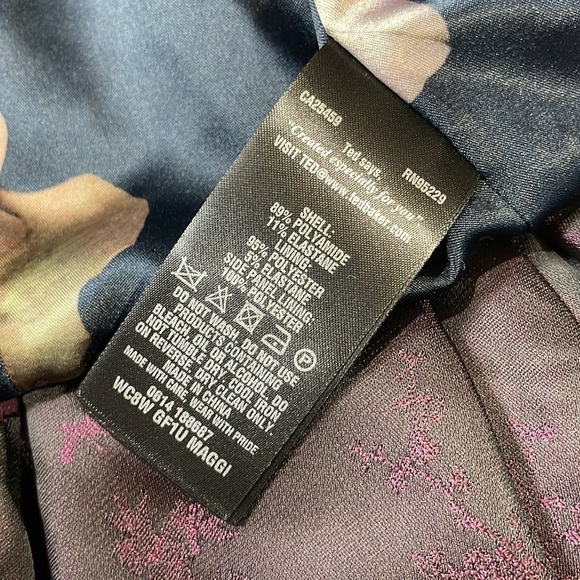 CA25459
RN95229
Ted says...
"Created especially for you"
VISIT TED@www.tedbaker.com
SHELL:
89% POLYAMIDE
11% ELASTANE
LINING:
95% POLYESTER
5% ELASTANE
SIDE PANEL LINING:
100% POLYESTER
P
DO NOT WASH. DO NOT USE
PRODUCTS CONTAINING
BLEACH, OIL OR ALCOHOL. DO
NOT TUMBLE DRY. COOL IRON
ON REVERSE. DRY CLEAN ONLY
MADE IN CHINA
MADE WITH CARE, WEAR WITH PRIDE
0614 188687
WC8W GF1U MAGGI